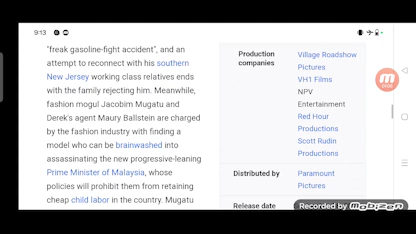 9:13
"freak gasoline-fight accident", and an
attempt to reconnect with his southern
New Jersey working class relatives ends
with the family rejecting him. Meanwhile,
fashion mogul Jacobim Mugatu and
Derek's agent Maury Ballstein are charged
by the fashion industry with finding a
model who can be brainwashed into
assassinating the new progressive-leaning
Prime Minister of Malaysia, whose
policies will prohibit them from retaining
cheap child labor in the country. Mugatu
Production
companies
Village Roadshow
Pictures
VH1 Films
NPV
Entertainment
Red Hour
Productions
Scott Rudin
Productions
Distributed by
Paramount
Pictures
Release date
Recorded by Mobizen